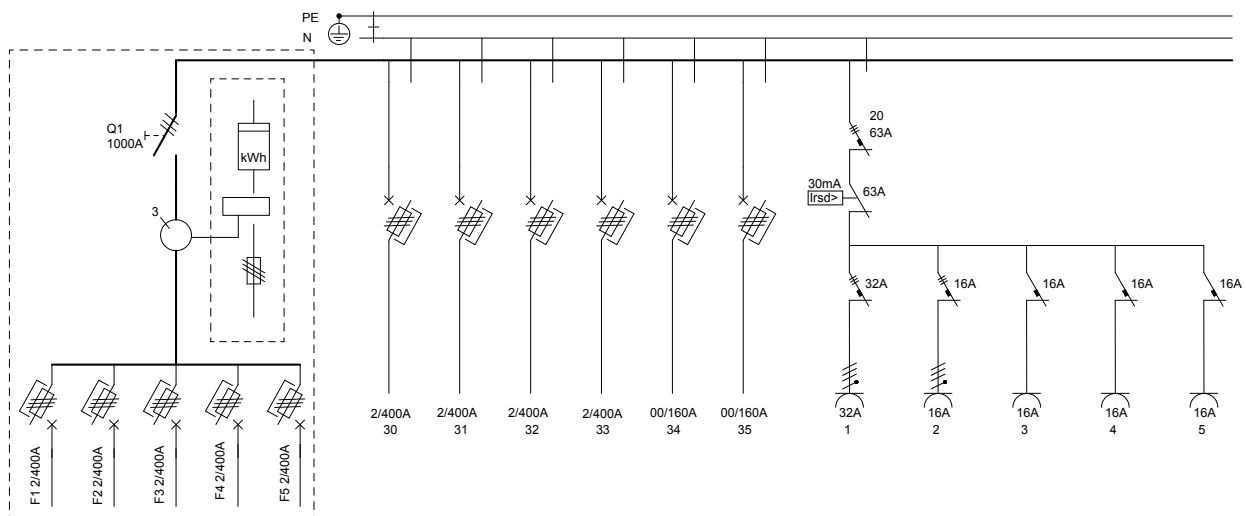 PE
N
Q1
1000A
kWh
3
F1 2/400A
F2 2/400A
F3 2/400A
F4 2/400A
F5 2/400A
2/400A
30
2/400A
31
2/400A
32
2/400A
33
00/160A
34
00/160A
35
20
63A
30mA
Irsd>
63A
32A
16A
16A
16A
16A
32A
1
16A
2
16A
3
16A
4
16A
5